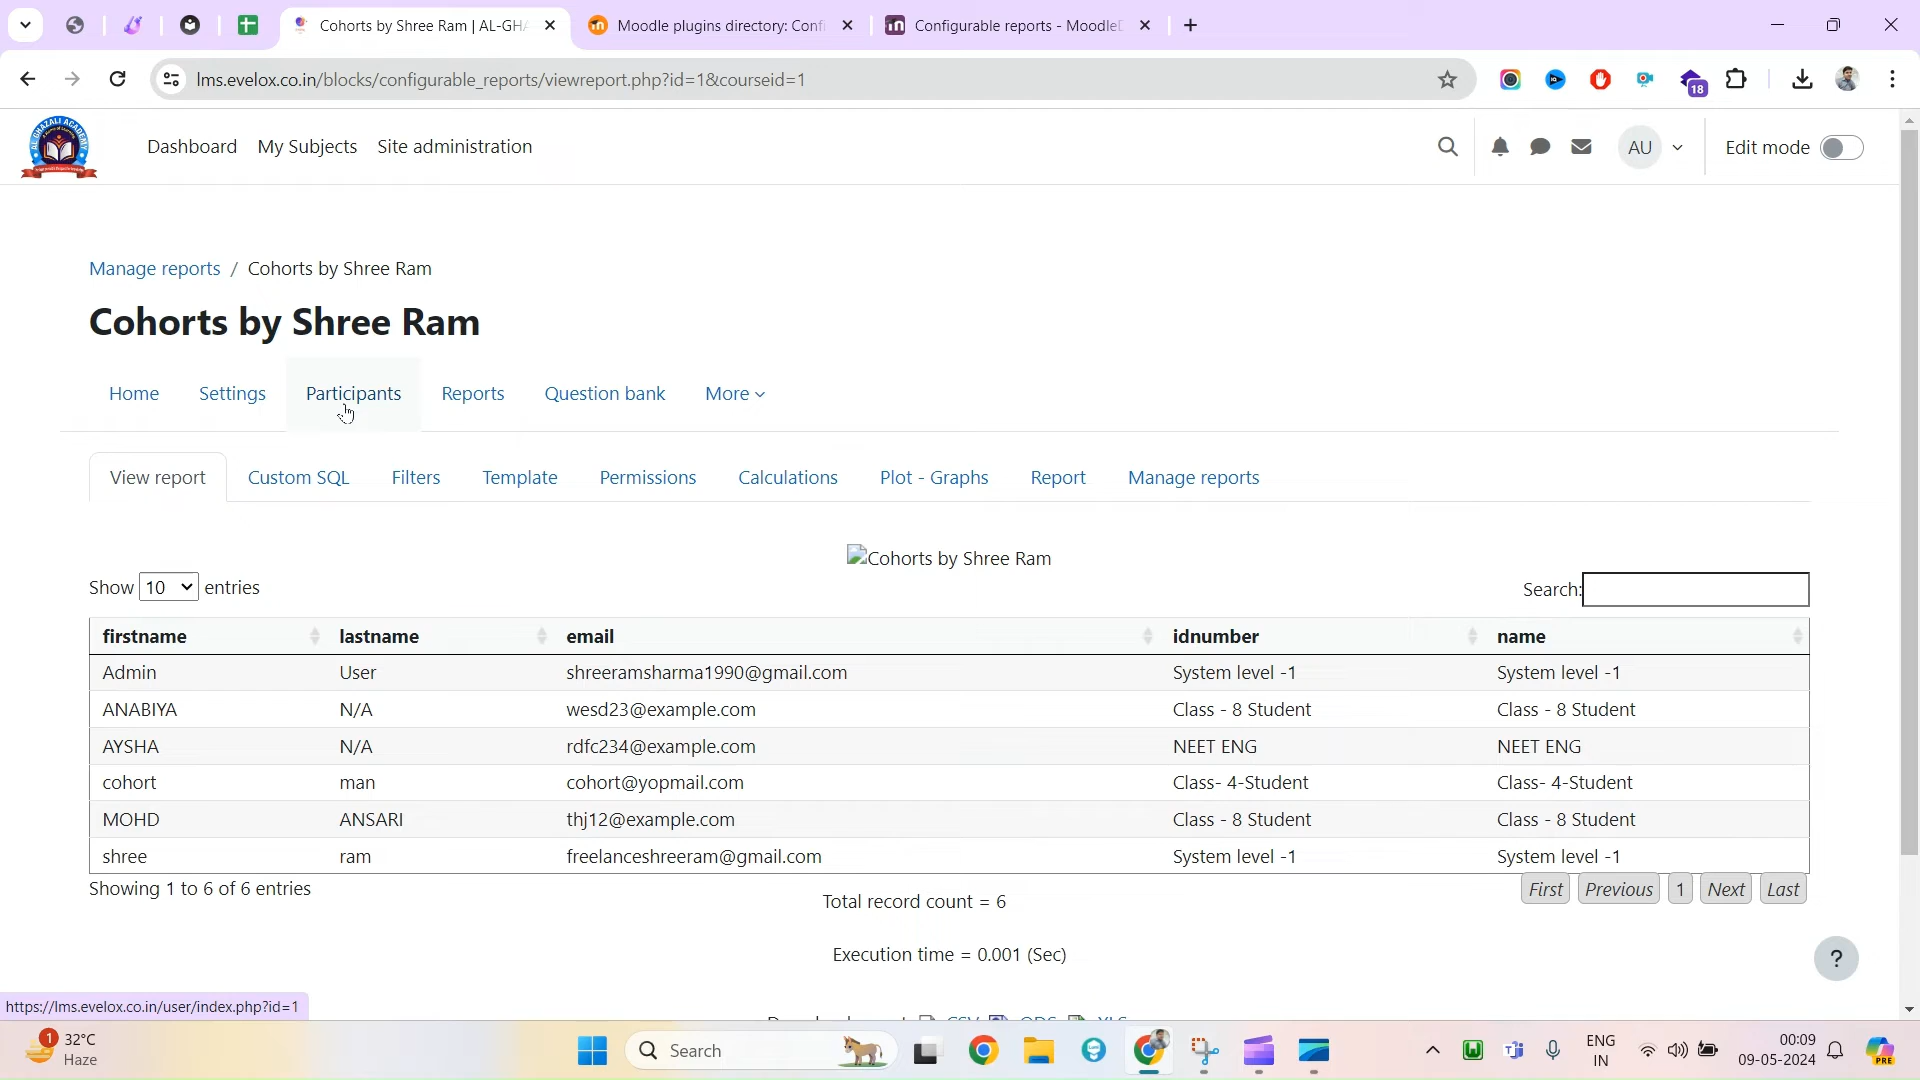 Cohorts by Shree Ram | AL-GHA
Moodle plugins directory: Confi
Configurable reports - MoodleD
lms.evelox.co.in/blocks/configurable_reports/viewreport.php?id=1&courseid=1
18
AL GHAZALI ACADEMY
Dashboard My Subjects Site administration
AU
Edit mode
Manage reports / Cohorts by Shree Ram
Cohorts by Shree Ram
Home Settings Participants Reports Question bank More
View report Custom SQL Filters Template Permissions Calculations Plot - Graphs Report Manage reports
Cohorts by Shree Ram
Show 10 entries
Search:
firstname lastname email idnumber name
Admin User shreeramsharma1990@gmail.com System level -1 System level -1
ANABIYA N/A wesd23@example.com Class - 8 Student Class - 8 Student
AYSHA N/A rdfc234@example.com NEET ENG NEET ENG
cohort man cohort@yopmail.com Class- 4-Student Class- 4-Student
MOHD ANSARI thj12@example.com Class - 8 Student Class - 8 Student
shree ram freelanceshreeram@gmail.com System level -1 System level -1
Showing 1 to 6 of 6 entries
First Previous 1 Next Last
Total record count = 6
Execution time = 0.001 (Sec)
?
https://lms.evelox.co.in/user/index.php?id=1
1
32°C
Haze
Search
ENG
IN
00:09
09-05-2024
PRE